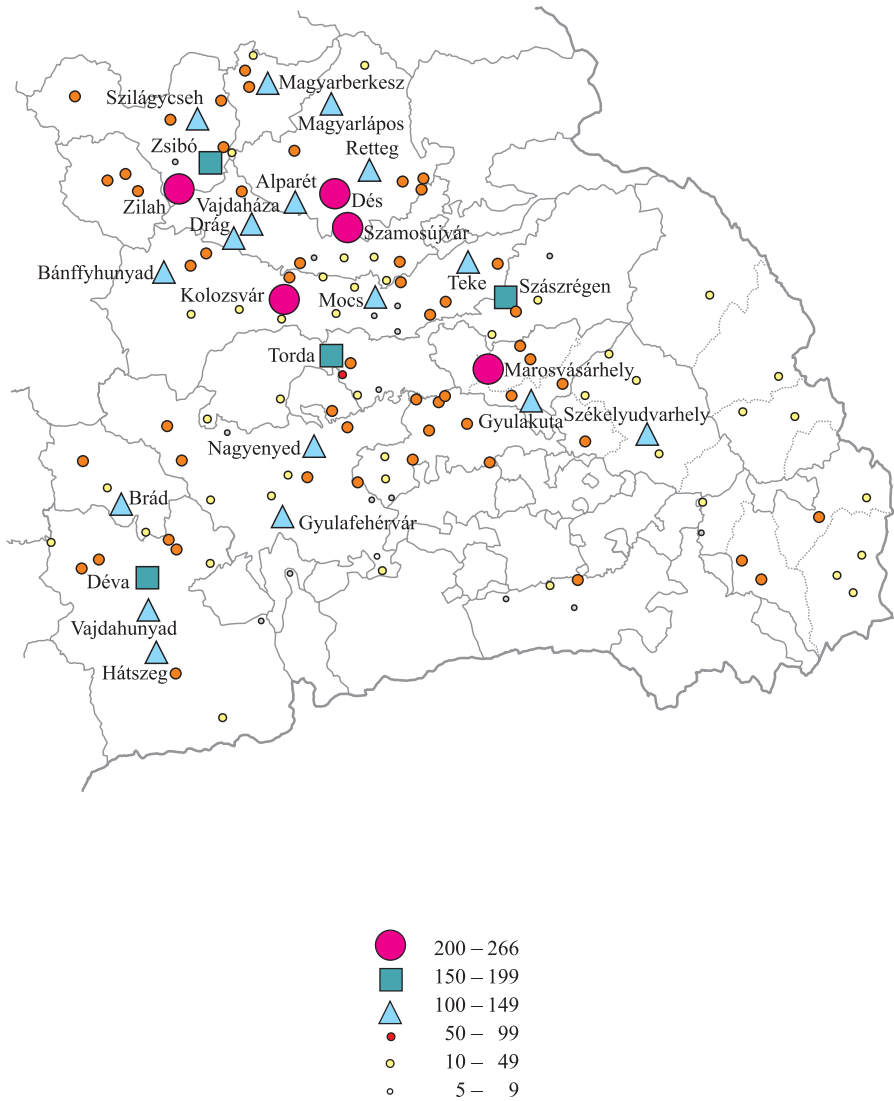 Magyarberkesz
Szilágycseh
Magyarlápos
Zsibó
Retteg
Alparét
Zilah
Vajdaháza
Dés
Drág
Szamosújvár
Bánffyhunyad
Teke
Szászrégen
Kolozsvár
Mocs
Torda
Marosvásárhely
Gyulakuta
Székelyudvarhely
Nagyenyed
Brád
Gyulafehérvár
Déva
Vajdahunyad
Hátszeg
200 – 266
150 – 199
100 – 149
50 – 99
10 – 49
5 – 9